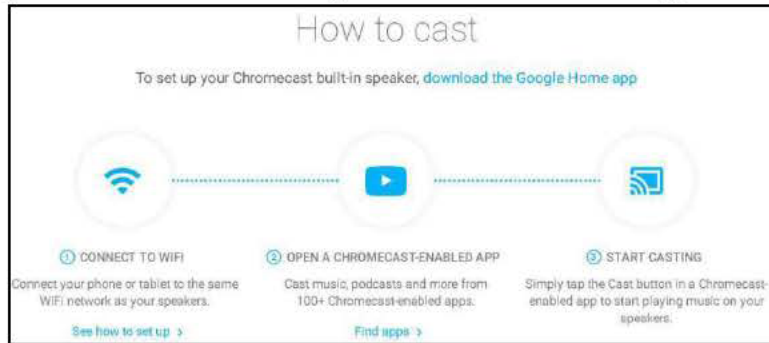 How to cast
To set up your Chromecast built-in speaker, download the Google Home app
① CONNECT TO WIFI
Connect your phone or tablet to the same
WiFi network as your speakers.
See how to set up >
② OPEN A CHROMECAST-ENABLED APP
Cast music, podcasts and more from
100+ Chromecast-enabled apps.
Find apps >
③ START CASTING
Simply tap the Cast button in a Chromecast-
enabled app to start playing music on your
speakers.